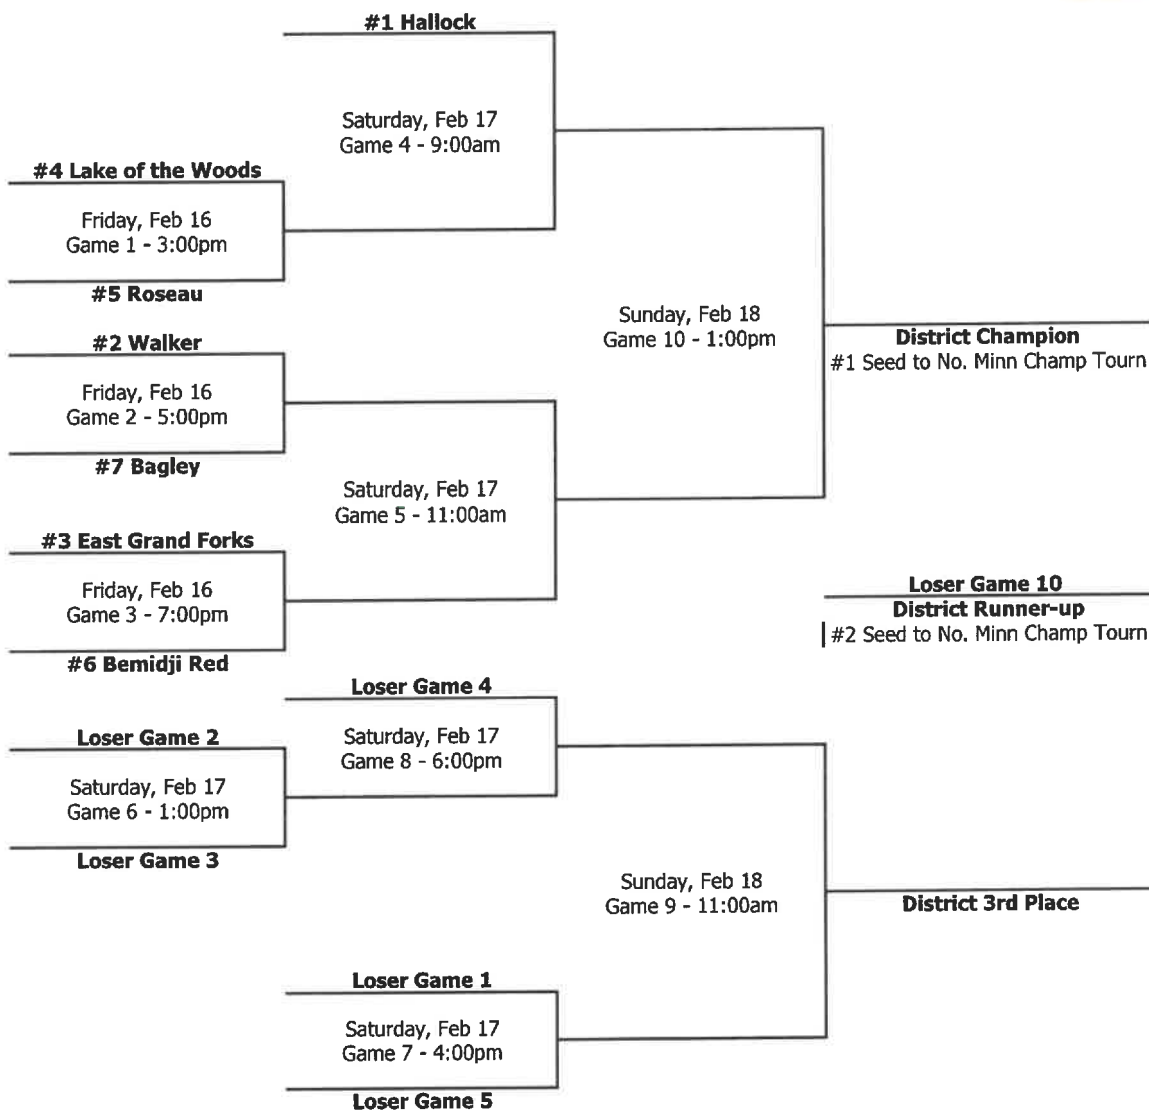 #1 Hallock
Saturday, Feb 17
Game 4 - 9:00am
#4 Lake of the Woods
Friday, Feb 16
Game 1 - 3:00pm
#5 Roseau
Sunday, Feb 18
Game 10 - 1:00pm
District Champion
#1 Seed to No. Minn Champ Tourn
#2 Walker
Friday, Feb 16
Game 2 - 5:00pm
#7 Bagley
Saturday, Feb 17
Game 5 - 11:00am
#3 East Grand Forks
Friday, Feb 16
Game 3 - 7:00pm
#6 Bemidji Red
Loser Game 10
District Runner-up
#2 Seed to No. Minn Champ Tourn
Loser Game 4
Saturday, Feb 17
Game 8 - 6:00pm
Loser Game 2
Saturday, Feb 17
Game 6 - 1:00pm
Loser Game 3
Sunday, Feb 18
Game 9 - 11:00am
District 3rd Place
Loser Game 1
Saturday, Feb 17
Game 7 - 4:00pm
Loser Game 5